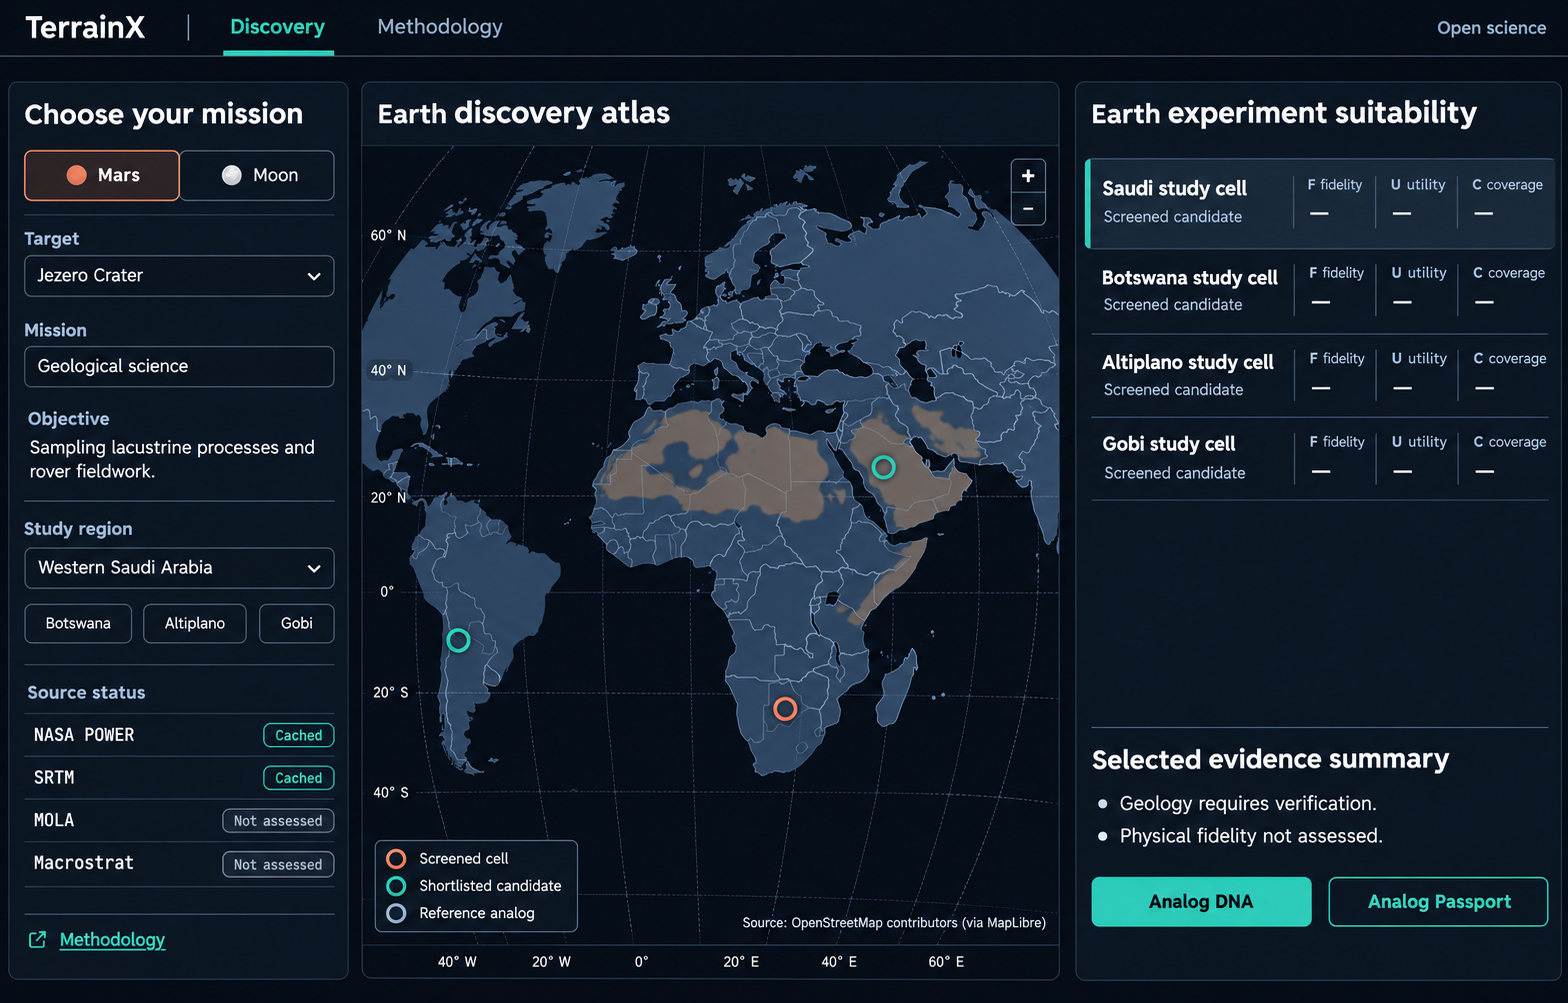 TerrainX
Discovery
Methodology
Open science
Choose your mission
Mars
Moon
Target
Jezero Crater
Mission
Geological science
Objective
Sampling lacustrine processes and
rover fieldwork.
Study region
Western Saudi Arabia
Botswana
Altiplano
Gobi
Source status
NASA POWER
Cached
SRTM
Cached
MOLA
Not assessed
Macrostrat
Not assessed
Methodology
Earth discovery atlas
+
−
60° N
40° N
20° N
0°
20° S
40° S
Screened cell
Shortlisted candidate
Reference analog
Source: OpenStreetMap contributors (via MapLibre)
40° W
20° W
0°
20° E
40° E
60° E
Earth experiment suitability
Saudi study cell
Screened candidate
F fidelity
—
U utility
—
C coverage
—
Botswana study cell
Screened candidate
F fidelity
—
U utility
—
C coverage
—
Altiplano study cell
Screened candidate
F fidelity
—
U utility
—
C coverage
—
Gobi study cell
Screened candidate
F fidelity
—
U utility
—
C coverage
—
Selected evidence summary
• Geology requires verification.
• Physical fidelity not assessed.
Analog DNA
Analog Passport